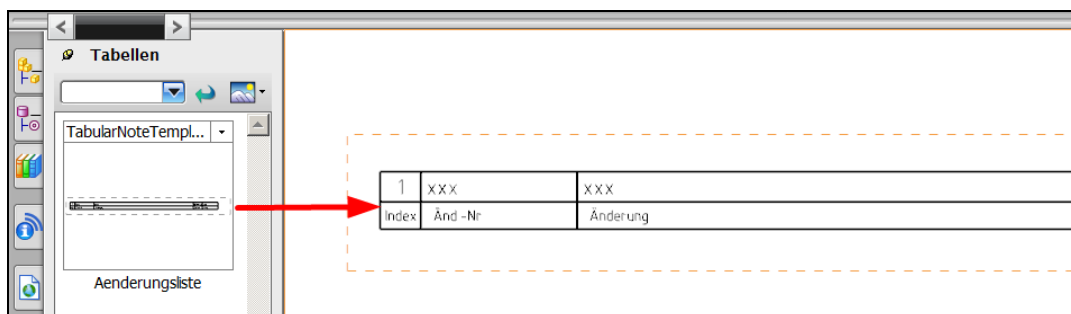 Tabellen
TabularNoteTempl...
Aenderungsliste
1 xxx xxx
Index Änd-Nr Änderung